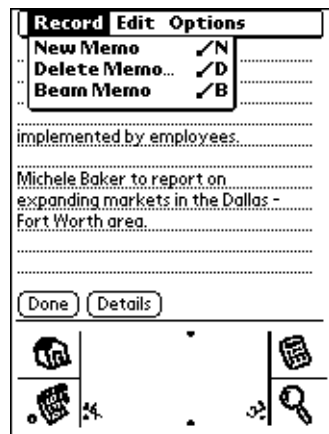 Record Edit Options
New Memo ✓N
Delete Memo... ✓D
Beam Memo ✓B
implemented by employees.
Michele Baker to report on
expanding markets in the Dallas -
Fort Worth area.
Done Details